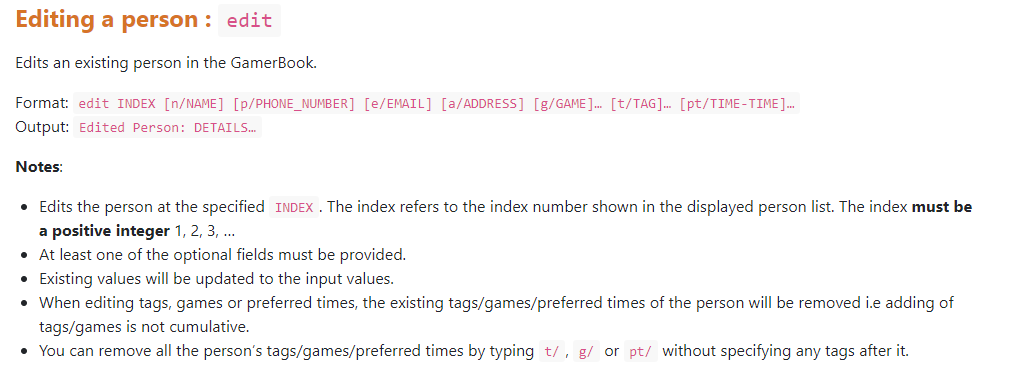 Editing a person : edit
Edits an existing person in the GamerBook.
Format: edit INDEX [n/NAME] [p/PHONE_NUMBER] [e/EMAIL] [a/ADDRESS] [g/GAME]… [t/TAG]… [pt/TIME-TIME]…
Output: Edited Person: DETAILS…
Notes:
• Edits the person at the specified INDEX . The index refers to the index number shown in the displayed person list. The index must be
a positive integer 1, 2, 3, …
• At least one of the optional fields must be provided.
• Existing values will be updated to the input values.
• When editing tags, games or preferred times, the existing tags/games/preferred times of the person will be removed i.e adding of
tags/games is not cumulative.
• You can remove all the person’s tags/games/preferred times by typing t/ , g/ or pt/ without specifying any tags after it.